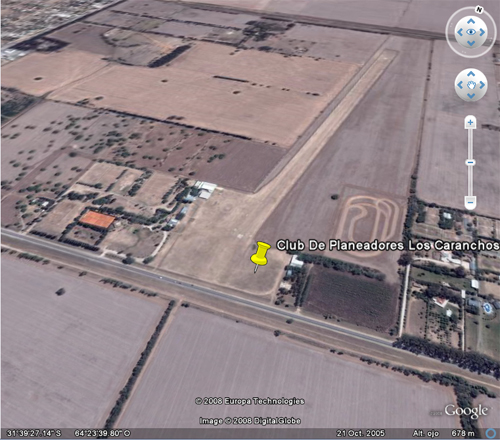 N
Club De Planeadores Los Caranchos
© 2008 Europa Technologies
Image © 2008 DigitalGlobe
Google
31°39'27.14" S 64°23'39.80" O 21 Oct. 2005 Alt. ojo 678 m